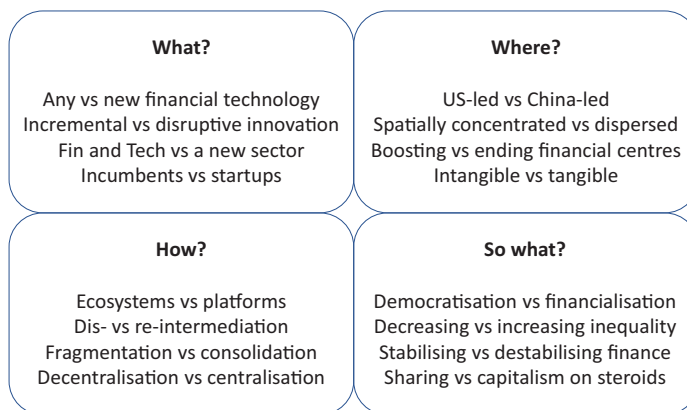 What?
Any vs new financial technology
Incremental vs disruptive innovation
Fin and Tech vs a new sector
Incumbents vs startups
Where?
US-led vs China-led
Spatially concentrated vs dispersed
Boosting vs ending financial centres
Intangible vs tangible
How?
Ecosystems vs platforms
Dis- vs re-intermediation
Fragmentation vs consolidation
Decentralisation vs centralisation
So what?
Democratisation vs financialisation
Decreasing vs increasing inequality
Stabilising vs destabilising finance
Sharing vs capitalism on steroids